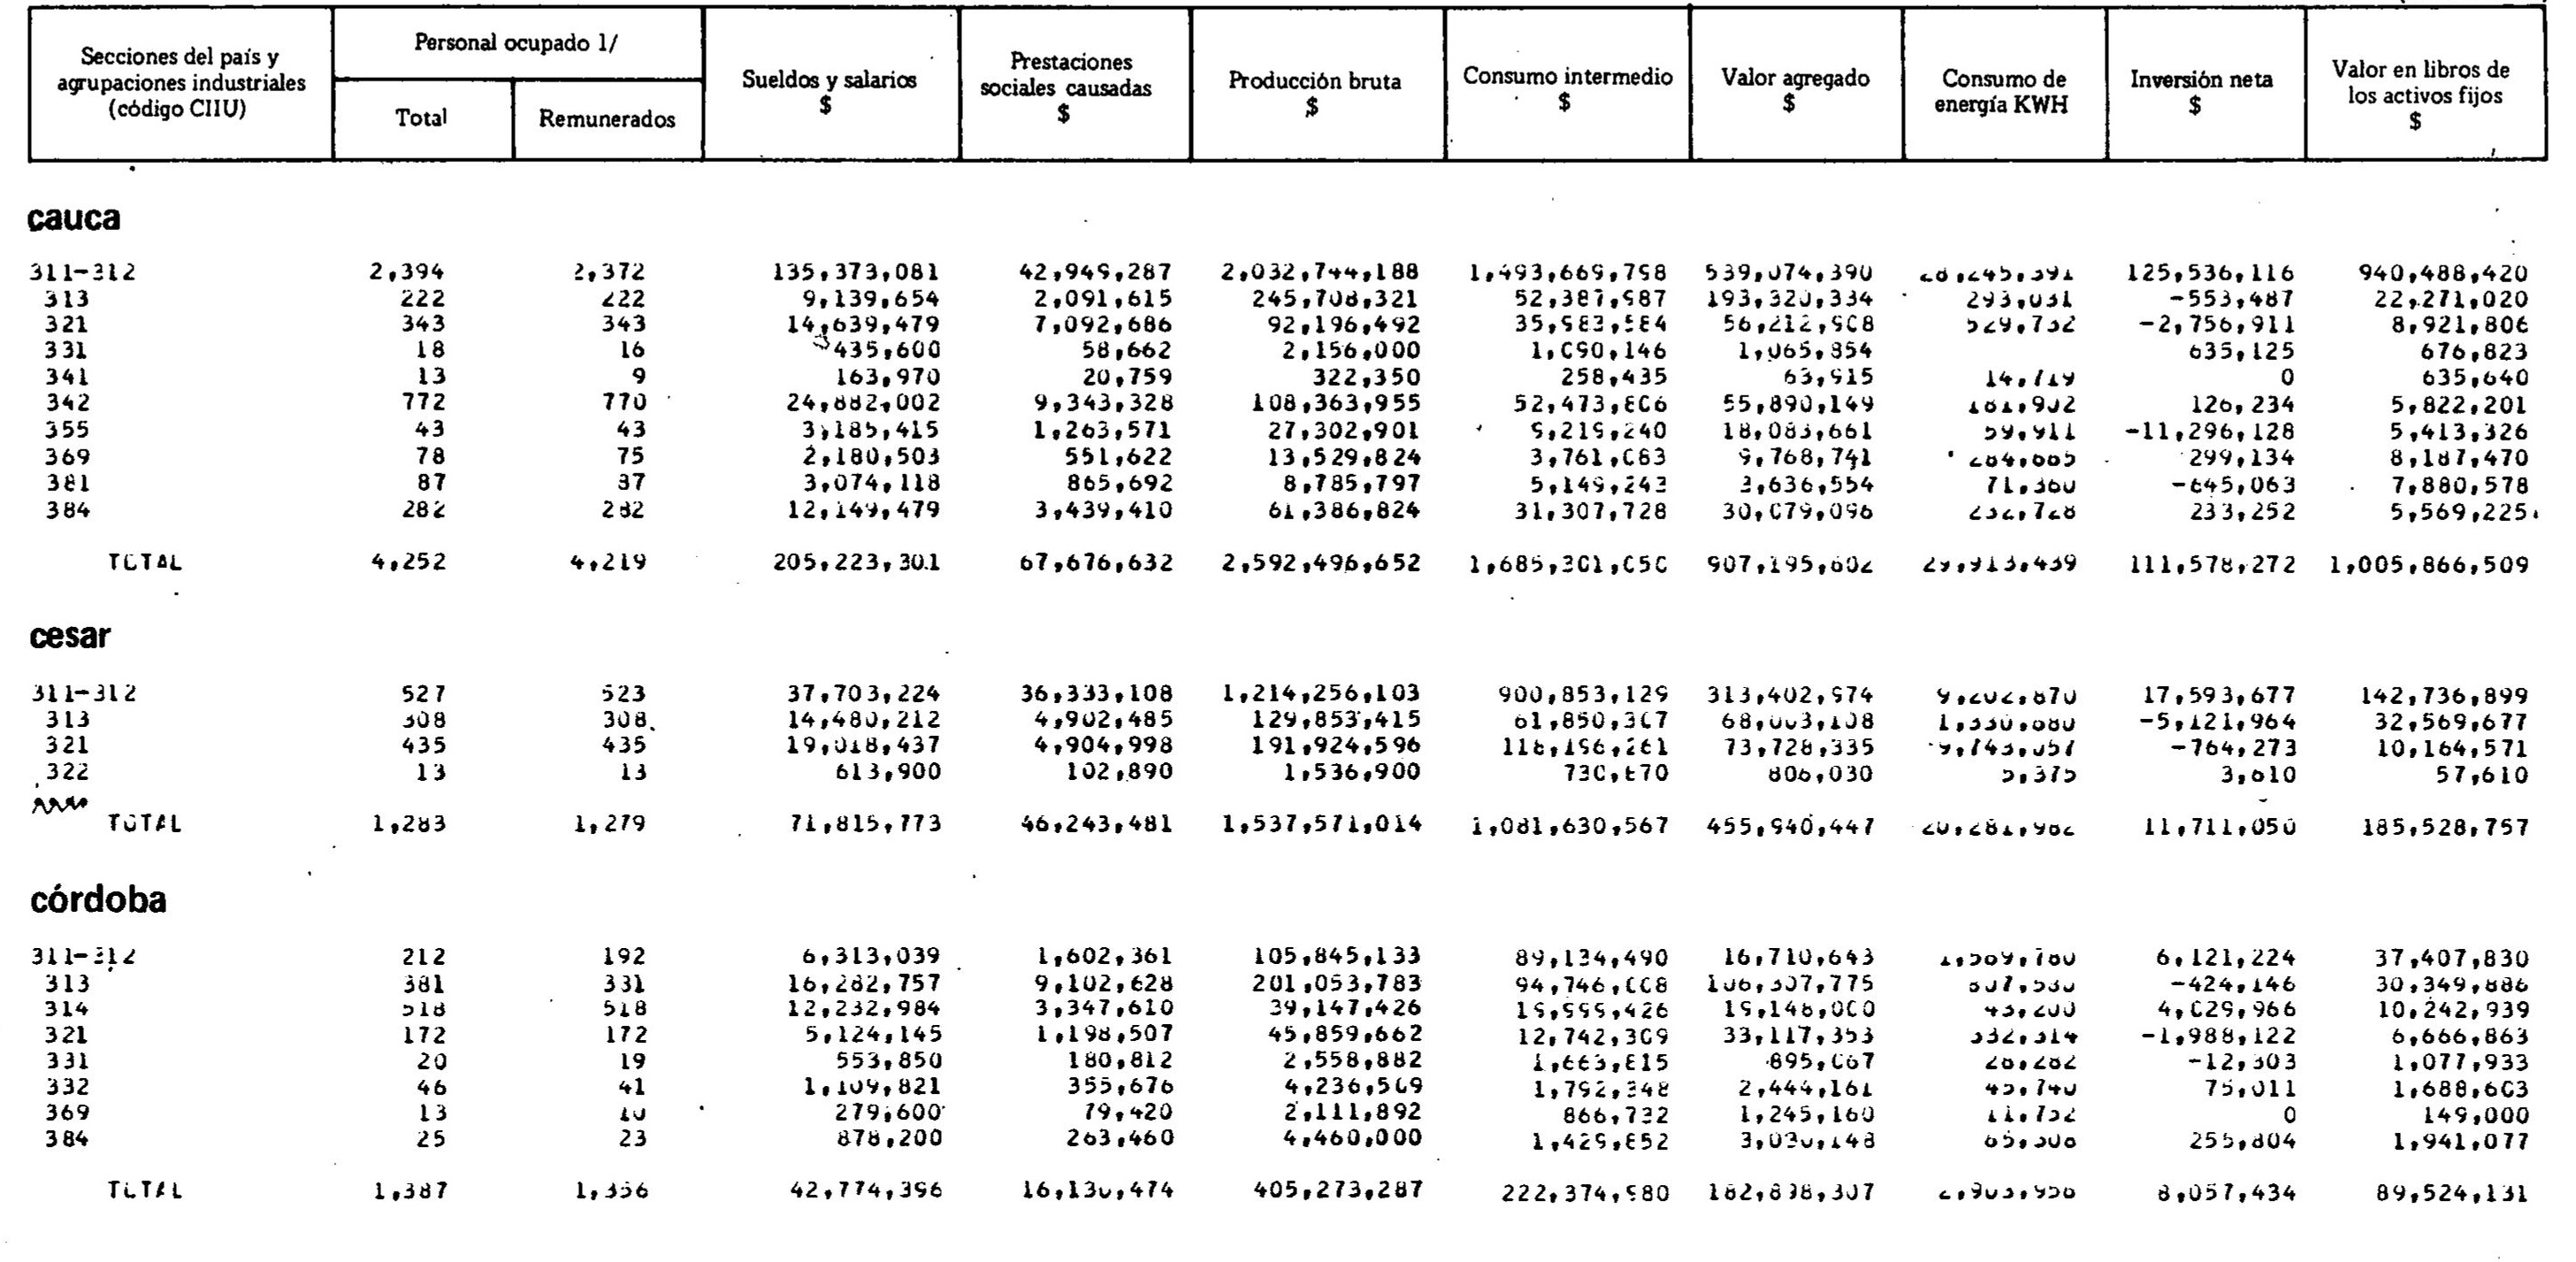 Secciones del país y agrupaciones industriales (código CIIU) Personal ocupado 1/ Total Remunerados Sueldos y salarios $ Prestaciones sociales causadas $ Producción bruta $ Consumo intermedio $ Valor agregado $ Consumo de energía KWH Inversión neta $ Valor en libros de los activos fijos $
cauca
311-312 2,394 2,372 135,373,081 42,949,287 2,032,744,188 1,493,669,798 539,074,390 28,245,391 125,536,116 940,488,420
313 222 222 9,139,654 2,091,615 245,708,321 52,387,987 193,320,334 293,031 -553,487 22,271,020
321 343 343 14,639,479 7,092,686 92,196,492 35,983,584 56,212,908 529,732 -2,756,911 8,921,806
331 18 16 435,600 58,662 2,156,000 1,090,146 1,065,854 635,125 676,823
341 13 9 163,970 20,759 322,350 258,435 63,915 14,719 0 635,640
342 772 770 24,882,002 9,343,328 108,363,955 52,473,806 55,890,149 181,902 126,234 5,822,201
355 43 43 3,185,415 1,263,571 27,302,901 9,219,240 18,083,661 59,911 -11,296,128 5,413,326
369 78 75 2,180,503 551,622 13,529,824 3,761,083 9,768,741 284,665 299,134 8,187,470
381 87 87 3,074,118 865,692 8,785,797 5,149,243 3,636,554 71,360 -645,063 7,880,578
384 282 282 12,149,479 3,439,410 61,386,824 31,307,728 30,079,096 232,728 233,252 5,569,225
TOTAL 4,252 4,219 205,223,301 67,676,632 2,592,496,652 1,685,301,050 907,195,602 29,913,439 111,578,272 1,005,866,509
cesar
311-312 527 523 37,703,224 36,333,108 1,214,256,103 900,853,129 313,402,974 9,202,870 17,593,677 142,736,899
313 308 308 14,480,212 4,902,485 129,853,415 61,850,307 68,003,108 1,330,680 -5,121,964 32,569,677
321 435 435 19,018,437 4,904,998 191,924,596 118,196,261 73,728,335 9,743,057 -764,273 10,164,571
322 13 13 613,900 102,890 1,536,900 730,870 806,030 5,375 3,610 57,610
TOTAL 1,283 1,279 71,815,773 46,243,481 1,537,571,014 1,081,630,567 455,940,447 20,281,982 11,711,050 185,528,757
córdoba
311-312 212 192 6,313,039 1,602,361 105,845,133 89,134,490 16,710,643 1,569,780 6,121,224 37,407,830
313 381 381 16,282,757 9,102,628 201,053,783 94,746,008 106,307,775 807,580 -424,146 30,349,886
314 518 518 12,232,984 3,347,610 39,147,426 19,999,426 19,148,000 43,200 4,029,966 10,242,939
321 172 172 5,124,145 1,198,507 45,859,662 12,742,309 33,117,353 332,314 -1,988,122 6,666,863
331 20 19 553,850 180,812 2,558,882 1,663,815 895,067 28,282 -12,303 1,077,933
332 46 41 1,109,821 355,676 4,236,509 1,792,348 2,444,161 45,740 75,011 1,688,603
369 13 10 279,600 79,420 2,111,892 866,732 1,245,160 11,752 0 149,000
384 25 23 878,200 263,460 4,460,000 1,429,852 3,030,148 65,308 255,804 1,941,077
TOTAL 1,387 1,356 42,774,396 16,130,474 405,273,287 222,374,980 182,898,307 2,903,956 8,057,434 89,524,131